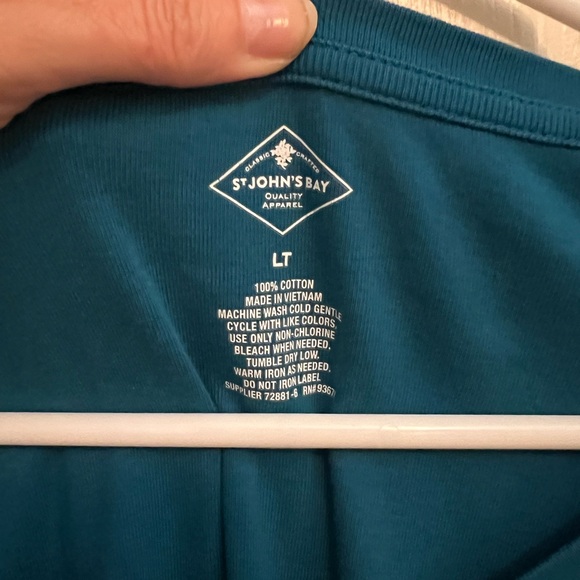 CLASSIC CRAFTED
ST JOHN'S BAY
QUALITY
APPAREL
LT
100% COTTON
MADE IN VIETNAM
MACHINE WASH COLD GENTLE
CYCLE WITH LIKE COLORS.
USE ONLY NON-CHLORINE
BLEACH WHEN NEEDED.
TUMBLE DRY LOW.
WARM IRON AS NEEDED.
DO NOT IRON LABEL
SUPPLIER 72881-6 RN#